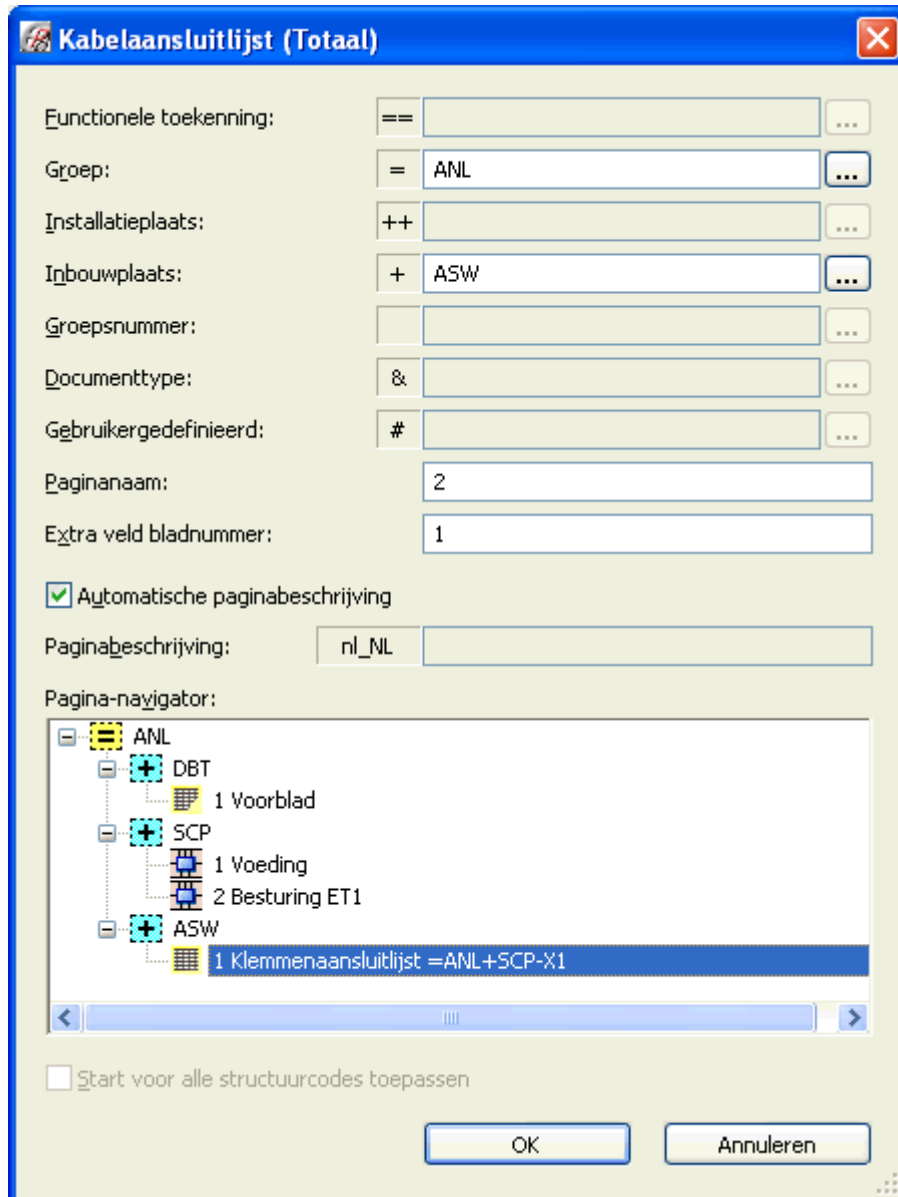 Kabelaansluitlijst (Totaal)
Functionele toekenning: == ...
Groep: = ANL ...
Installatieplaats: ++ ...
Inbouwplaats: + ASW ...
Groepsnummer: ...
Documenttype: & ...
Gebruikergedefinieerd: # ...
Paginanaam: 2
Extra veld bladnummer: 1
Automatische paginabeschrijving
Paginabeschrijving: nl_NL
Pagina-navigator:
ANL
DBT
1 Voorblad
SCP
1 Voeding
2 Besturing ET1
ASW
1 Klemmenaansluitlijst =ANL+SCP-X1
Start voor alle structuurcodes toepassen
OK Annuleren